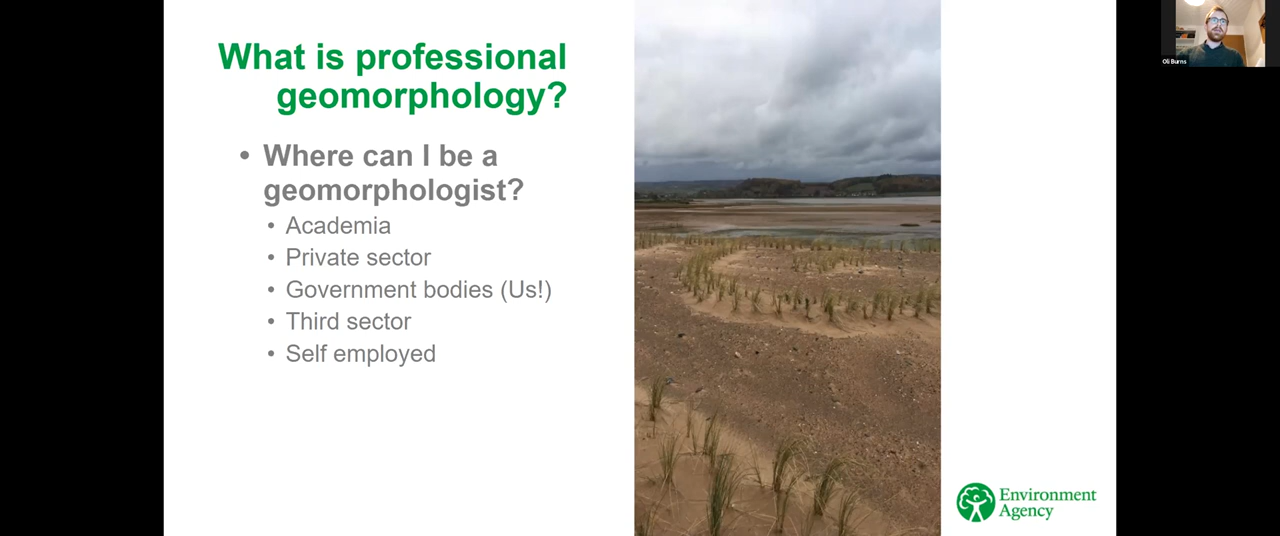 What is professional
geomorphology?
• Where can I be a
geomorphologist?
• Academia
• Private sector
• Government bodies (Us!)
• Third sector
• Self employed
Oli Burns
Environment
Agency